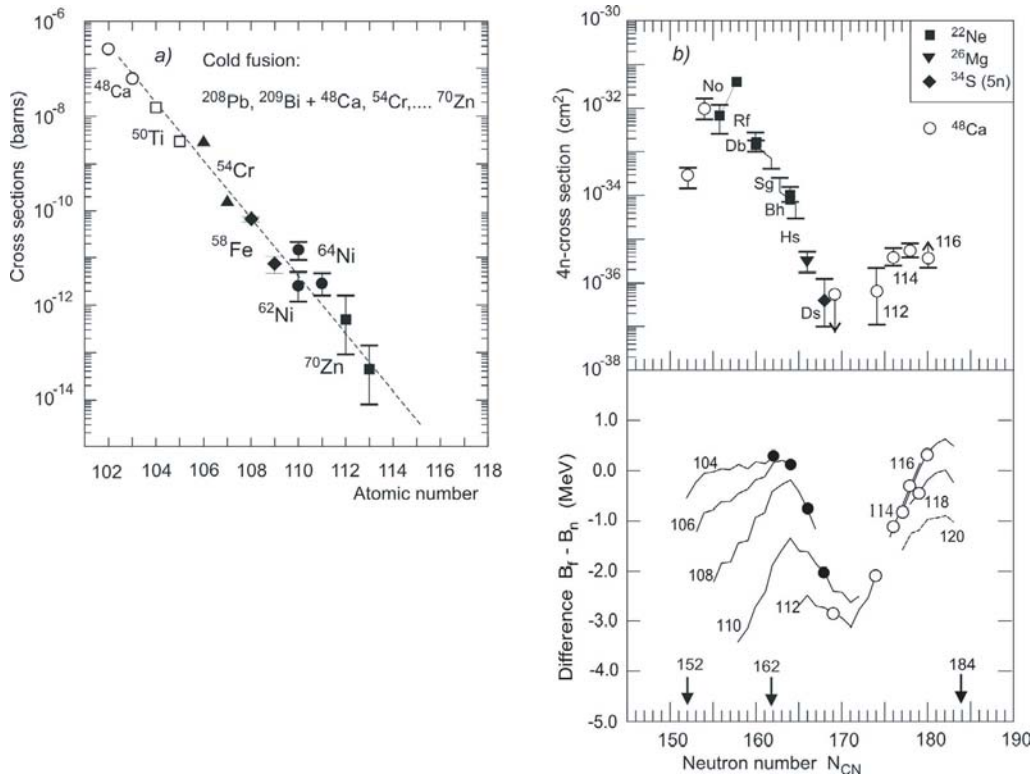 a)
Cold fusion:
²⁰⁸Pb, ²⁰⁹Bi + ⁴⁸Ca, ⁵⁴Cr,.... ⁷⁰Zn
Cross sections (barns)
10⁻⁶
10⁻⁸
10⁻¹⁰
10⁻¹²
10⁻¹⁴
⁴⁸Ca
⁵⁰Ti
⁵⁴Cr
⁵⁸Fe
⁶⁴Ni
⁶²Ni
⁷⁰Zn
102 104 106 108 110 112 114 116 118
Atomic number
b)
²²Ne
²⁶Mg
³⁴S (5n)
⁴⁸Ca
4n-cross section (cm²)
10⁻³⁰
10⁻³²
10⁻³⁴
10⁻³⁶
10⁻³⁸
No
Rf
Db
Sg
Bh
Hs
Ds
112
114
116
Difference B_f - B_n (MeV)
1.0
0.0
-1.0
-2.0
-3.0
-4.0
-5.0
104
106
108
110
112
114
116
118
120
152
162
184
150 160 170 180 190
Neutron number N_CN